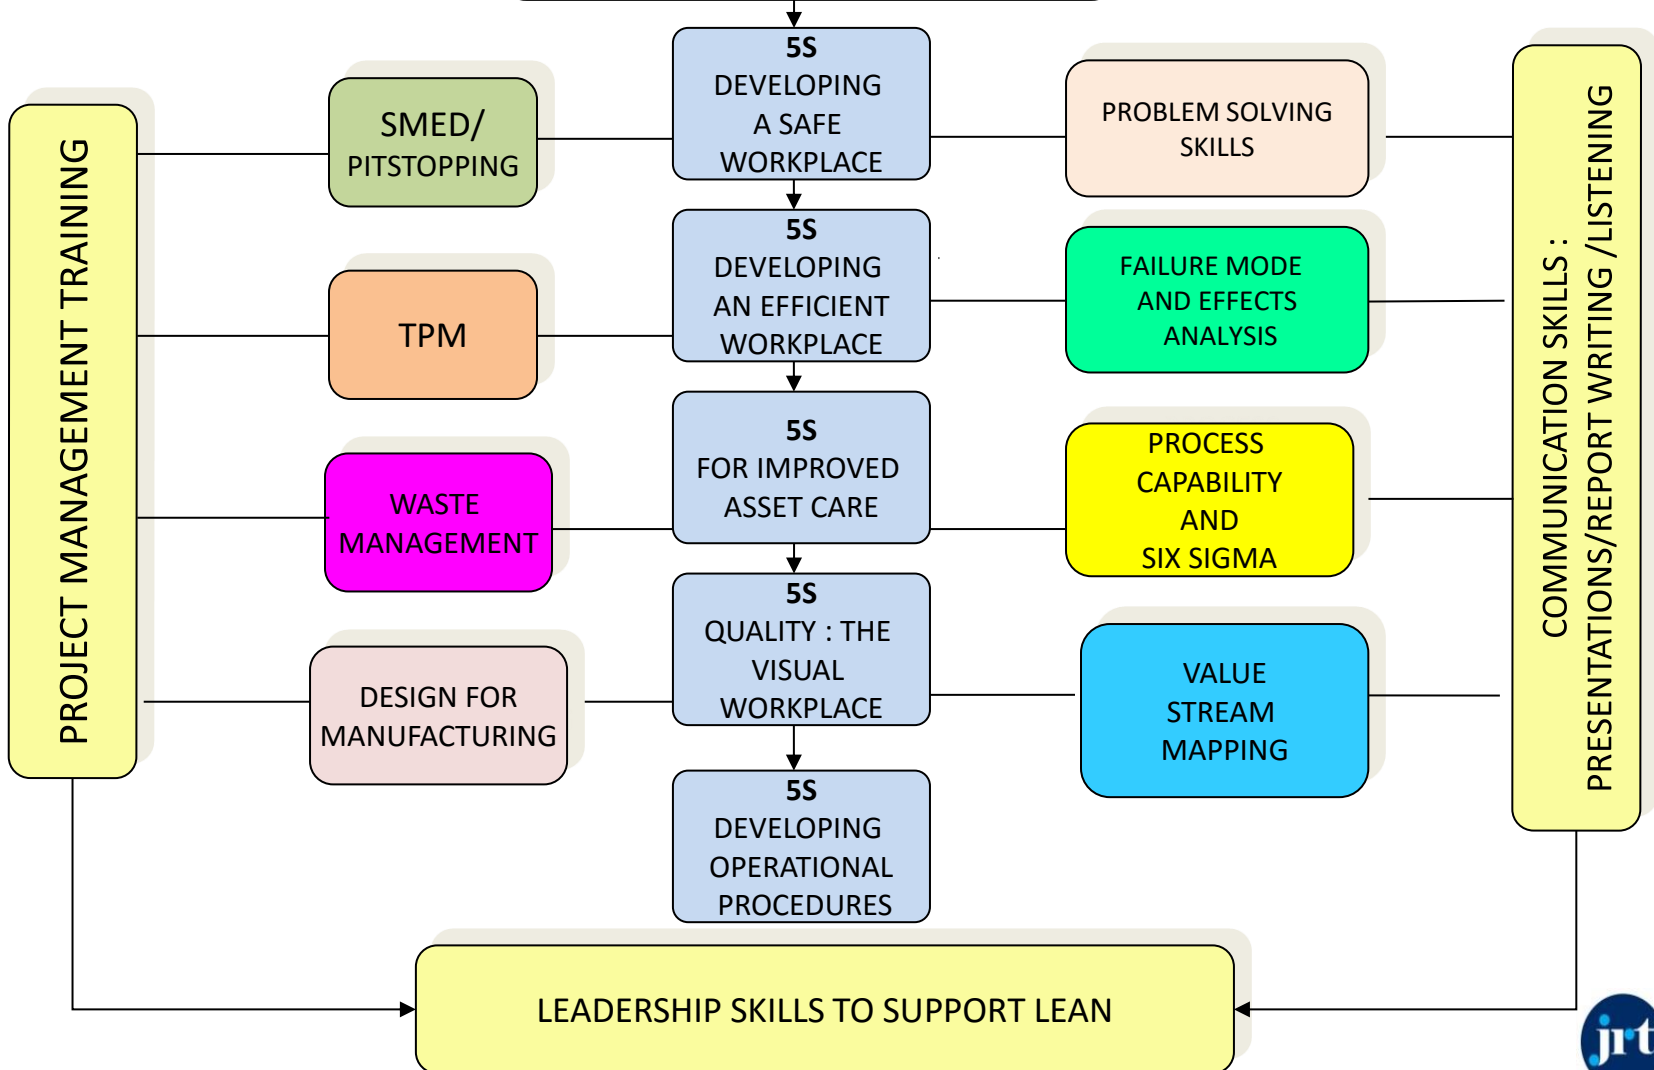 PROJECT MANAGEMENT TRAINING
SMED/
PITSTOPPING
TPM
WASTE
MANAGEMENT
DESIGN FOR
MANUFACTURING
5S
DEVELOPING
A SAFE
WORKPLACE
5S
DEVELOPING
AN EFFICIENT
WORKPLACE
5S
FOR IMPROVED
ASSET CARE
5S
QUALITY : THE
VISUAL
WORKPLACE
5S
DEVELOPING
OPERATIONAL
PROCEDURES
PROBLEM SOLVING
SKILLS
FAILURE MODE
AND EFFECTS
ANALYSIS
PROCESS
CAPABILITY
AND
SIX SIGMA
VALUE
STREAM
MAPPING
COMMUNICATION SKILLS :
PRESENTATIONS/REPORT WRITING /LISTENING
LEADERSHIP SKILLS TO SUPPORT LEAN
jrt